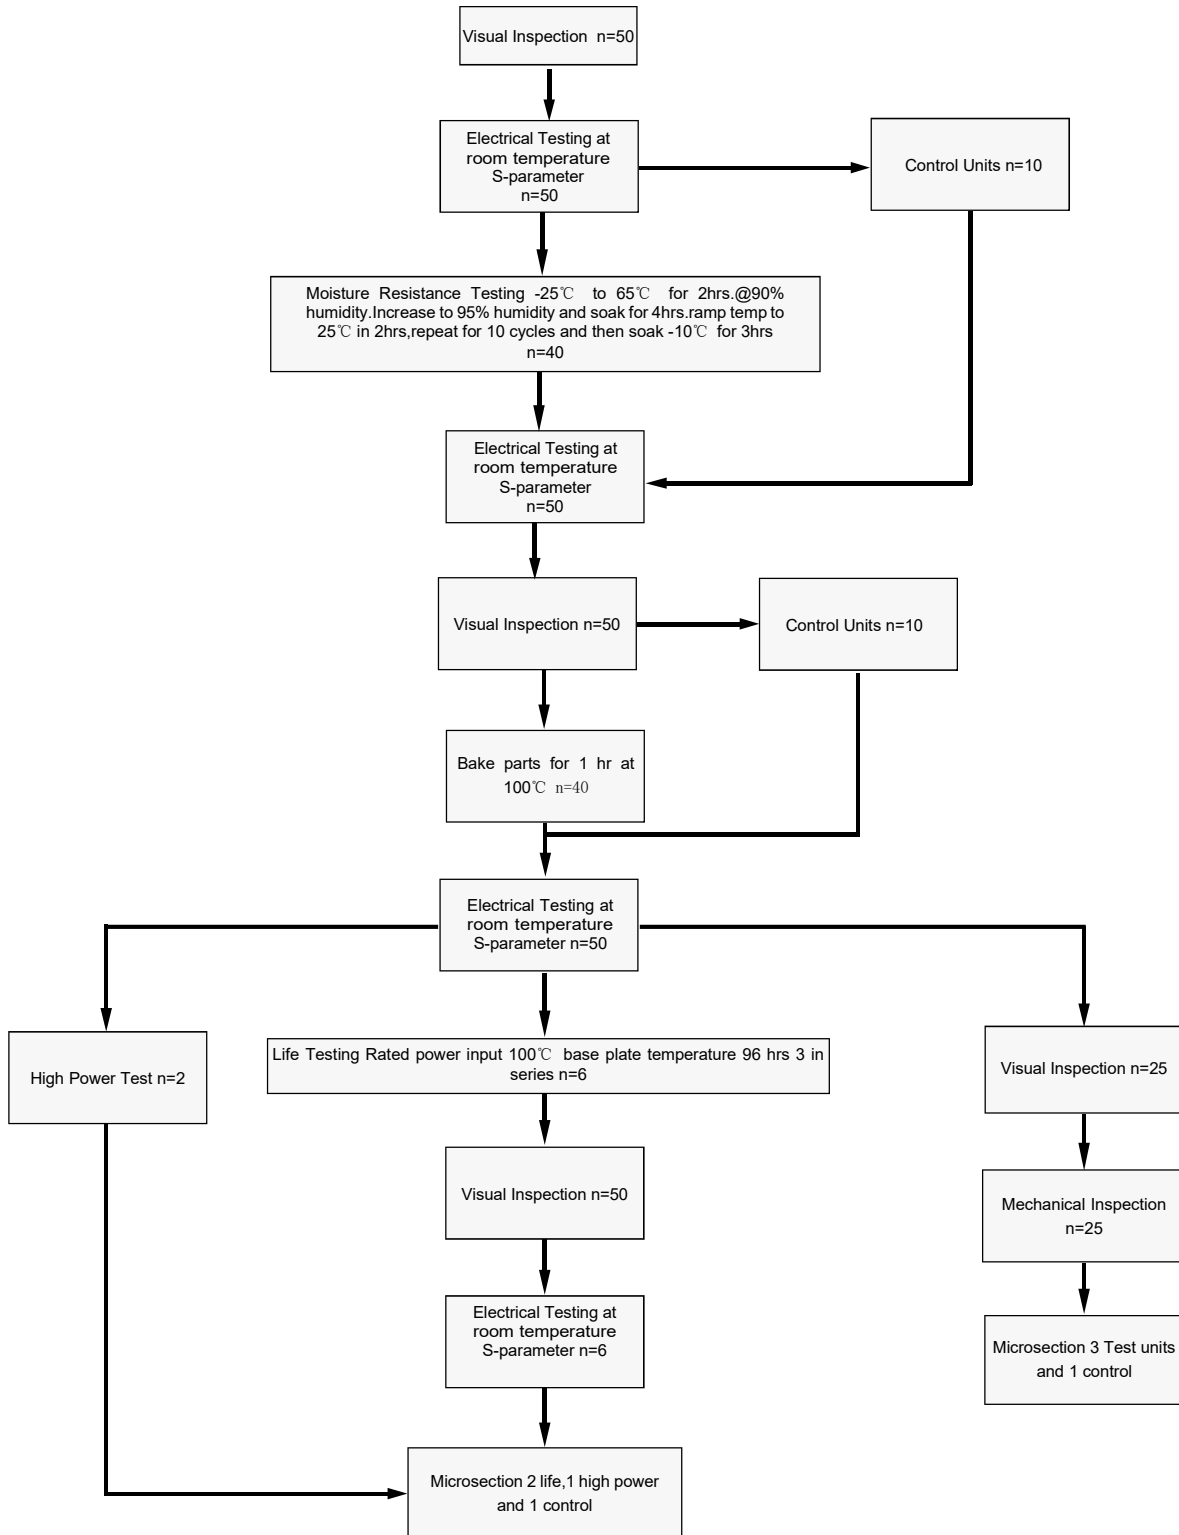 Visual Inspection n=50
Electrical Testing at
room temperature
S-parameter
n=50
Control Units n=10
Moisture Resistance Testing -25℃ to 65℃ for 2hrs.@90%
humidity.Increase to 95% humidity and soak for 4hrs.ramp temp to
25℃ in 2hrs,repeat for 10 cycles and then soak -10℃ for 3hrs
n=40
Electrical Testing at
room temperature
S-parameter
n=50
Visual Inspection n=50
Control Units n=10
Bake parts for 1 hr at
100℃ n=40
Electrical Testing at
room temperature
S-parameter n=50
High Power Test n=2
Life Testing Rated power input 100℃ base plate temperature 96 hrs 3 in
series n=6
Visual Inspection n=25
Visual Inspection n=50
Mechanical Inspection
n=25
Electrical Testing at
room temperature
S-parameter n=6
Microsection 3 Test units
and 1 control
Microsection 2 life,1 high power
and 1 control